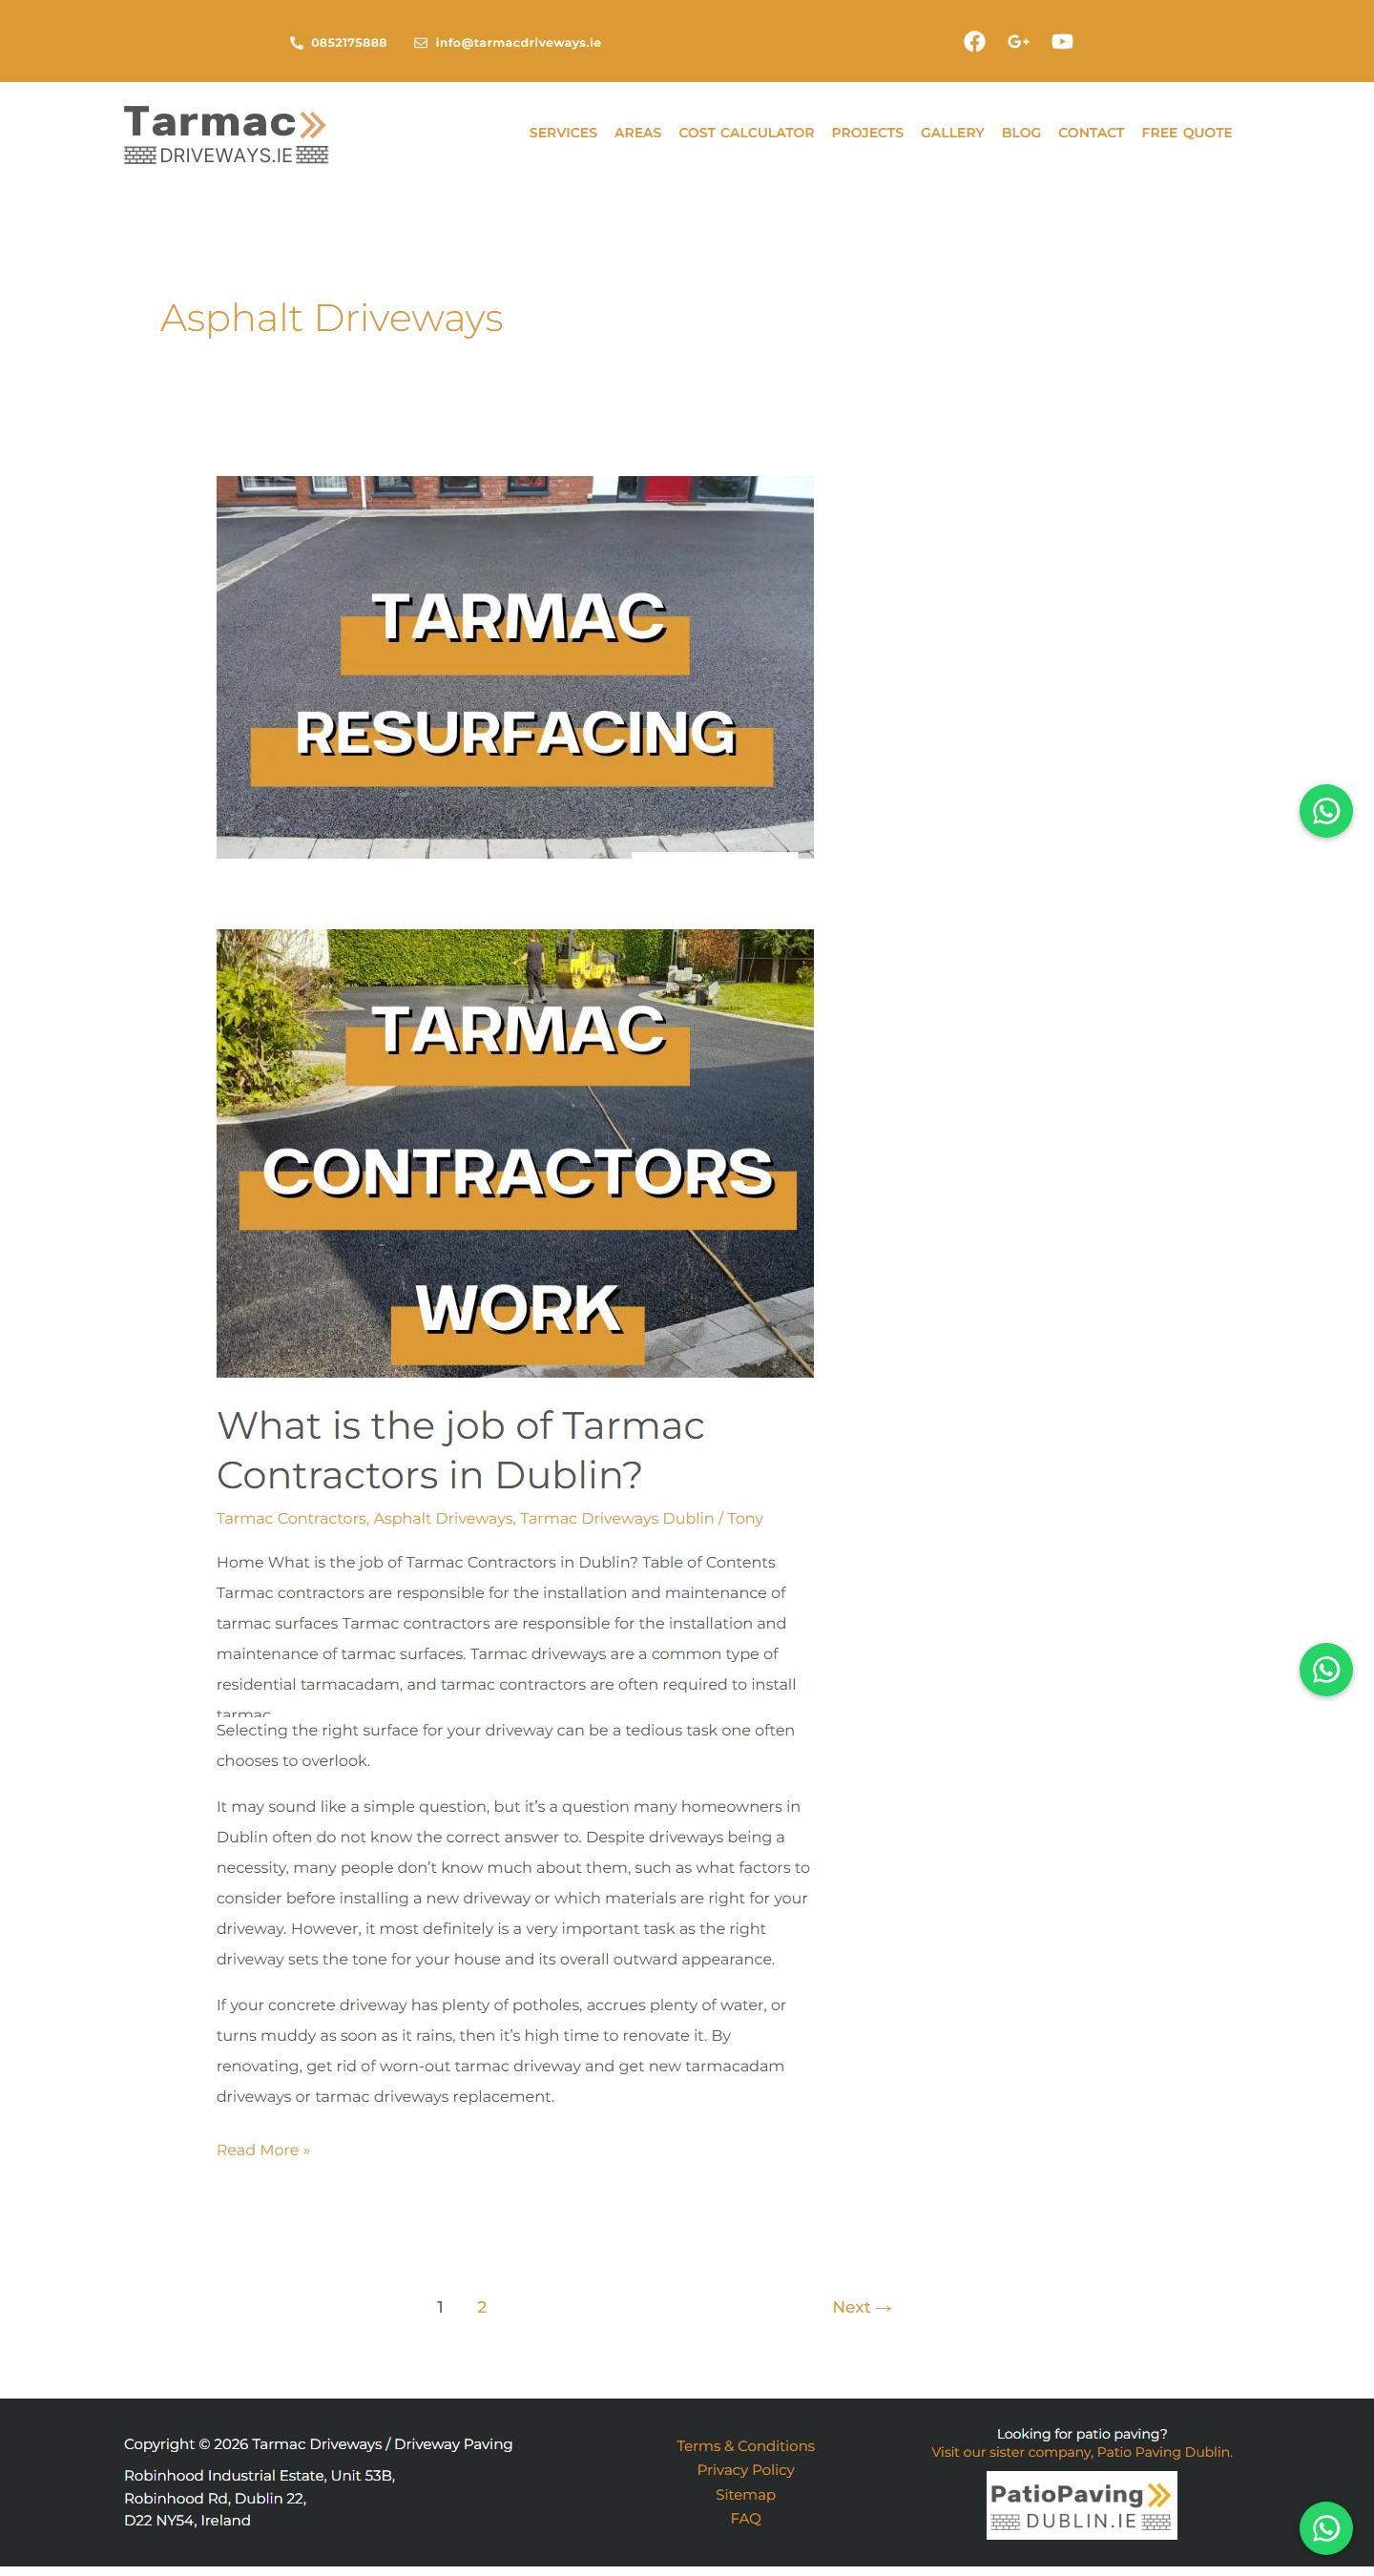 0852175888
info@tarmacdriveways.ie
Tarmac
DRIVEWAYS.IE
SERVICES AREAS COST CALCULATOR PROJECTS GALLERY BLOG CONTACT FREE QUOTE
Asphalt Driveways
TARMAC
RESURFACING
TARMAC
CONTRACTORS
WORK
What is the job of Tarmac
Contractors in Dublin?
Tarmac Contractors, Asphalt Driveways, Tarmac Driveways Dublin / Tony
Home What is the job of Tarmac Contractors in Dublin? Table of Contents
Tarmac contractors are responsible for the installation and maintenance of
tarmac surfaces Tarmac contractors are responsible for the installation and
maintenance of tarmac surfaces. Tarmac driveways are a common type of
residential tarmacadam, and tarmac contractors are often required to install
tarmac
Selecting the right surface for your driveway can be a tedious task one often
chooses to overlook.
It may sound like a simple question, but it’s a question many homeowners in
Dublin often do not know the correct answer to. Despite driveways being a
necessity, many people don’t know much about them, such as what factors to
consider before installing a new driveway or which materials are right for your
driveway. However, it most definitely is a very important task as the right
driveway sets the tone for your house and its overall outward appearance.
If your concrete driveway has plenty of potholes, accrues plenty of water, or
turns muddy as soon as it rains, then it’s high time to renovate it. By
renovating, get rid of worn-out tarmac driveway and get new tarmacadam
driveways or tarmac driveways replacement.
Read More »
1 2 Next →
Copyright © 2026 Tarmac Driveways / Driveway Paving
Robinhood Industrial Estate, Unit 53B,
Robinhood Rd, Dublin 22,
D22 NY54, Ireland
Terms & Conditions
Privacy Policy
Sitemap
FAQ
Looking for patio paving?
Visit our sister company, Patio Paving Dublin.
PatioPaving
DUBLIN.IE